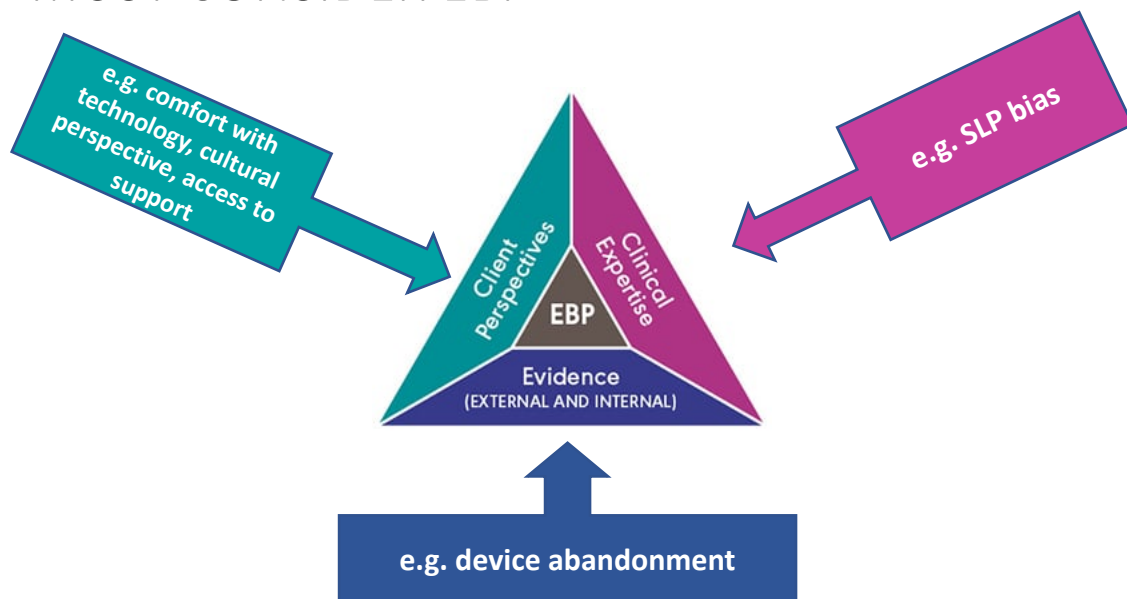 e.g. comfort with
technology, cultural
perspective, access to
support
e.g. SLP bias
Client
Perspectives
Clinical
Expertise
EBP
Evidence
(EXTERNAL AND INTERNAL)
e.g. device abandonment